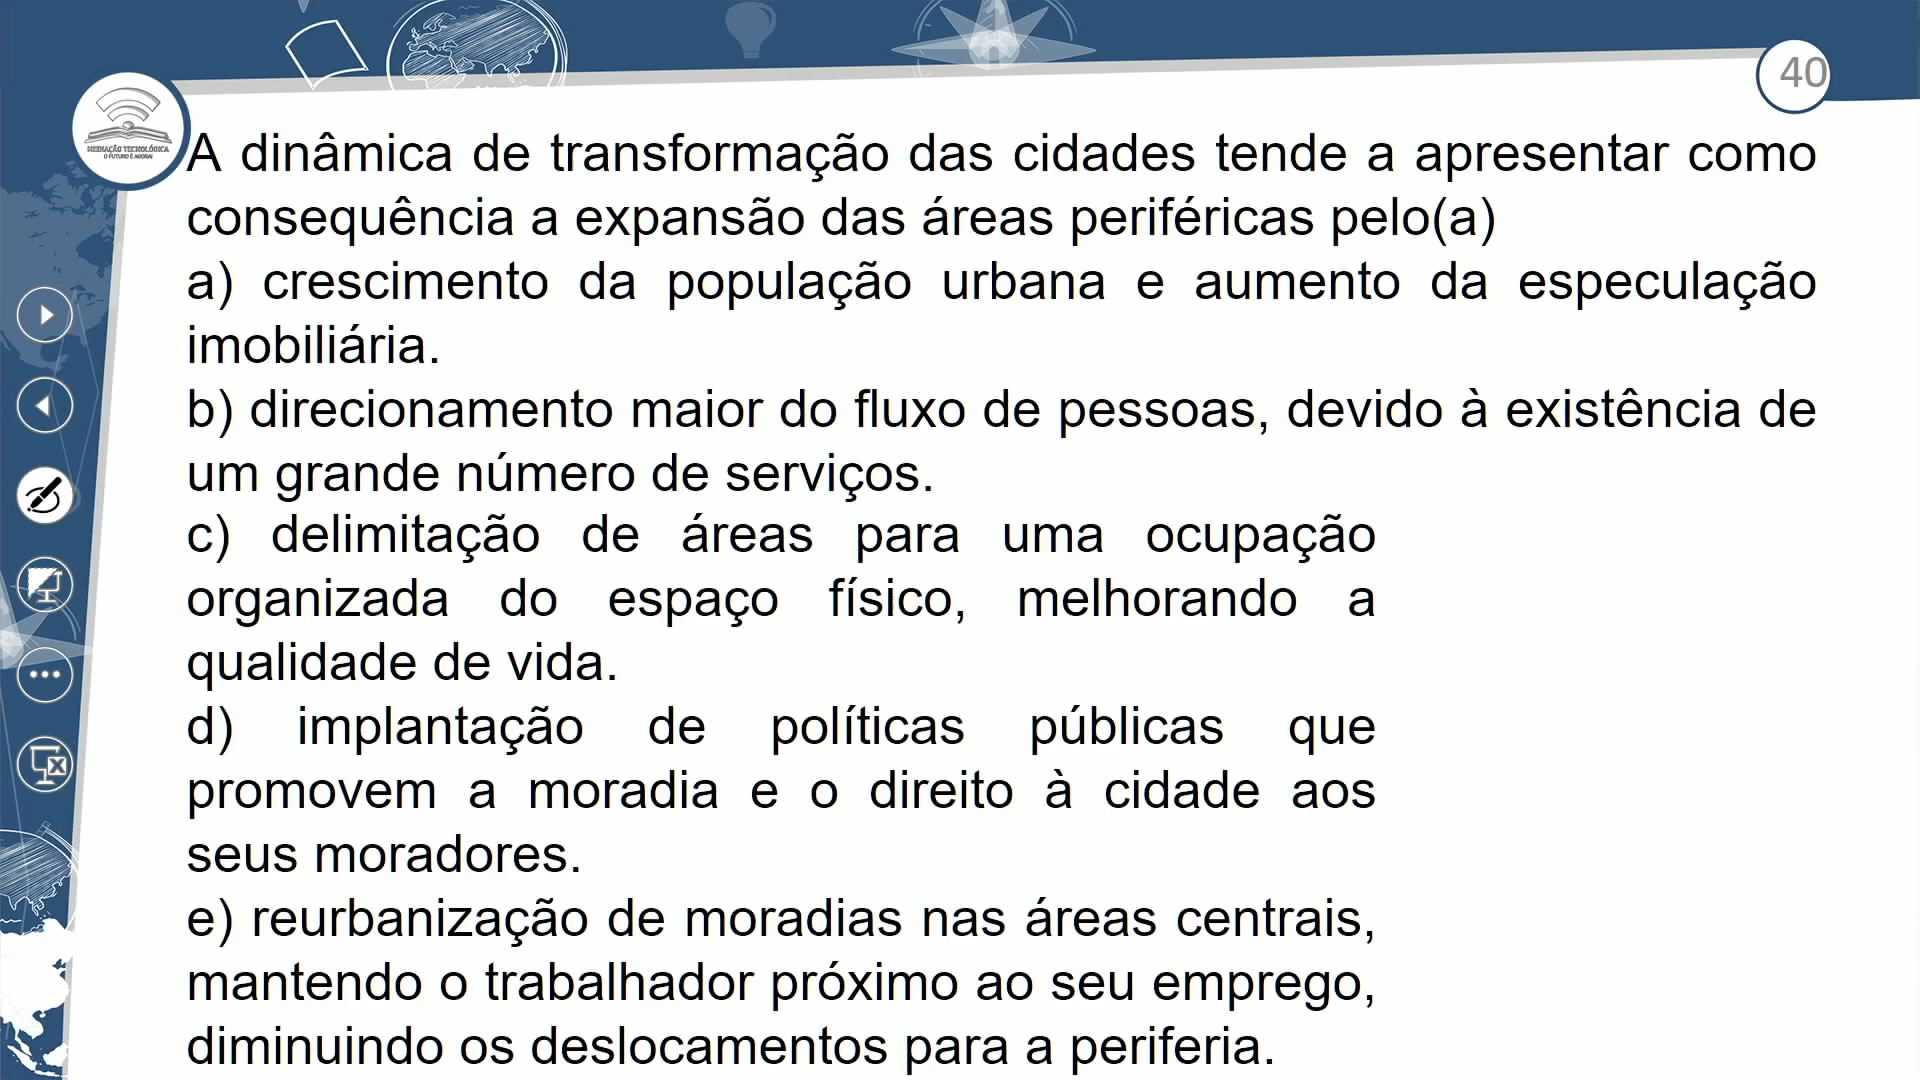 40
MEDIAÇÃO TECNOLÓGICA
O FUTURO É AGORA!
A dinâmica de transformação das cidades tende a apresentar como
consequência a expansão das áreas periféricas pelo(a)
a) crescimento da população urbana e aumento da especulação
imobiliária.
b) direcionamento maior do fluxo de pessoas, devido à existência de
um grande número de serviços.
c) delimitação de áreas para uma ocupação
organizada do espaço físico, melhorando a
qualidade de vida.
d) implantação de políticas públicas que
promovem a moradia e o direito à cidade aos
seus moradores.
e) reurbanização de moradias nas áreas centrais,
mantendo o trabalhador próximo ao seu emprego,
diminuindo os deslocamentos para a periferia.